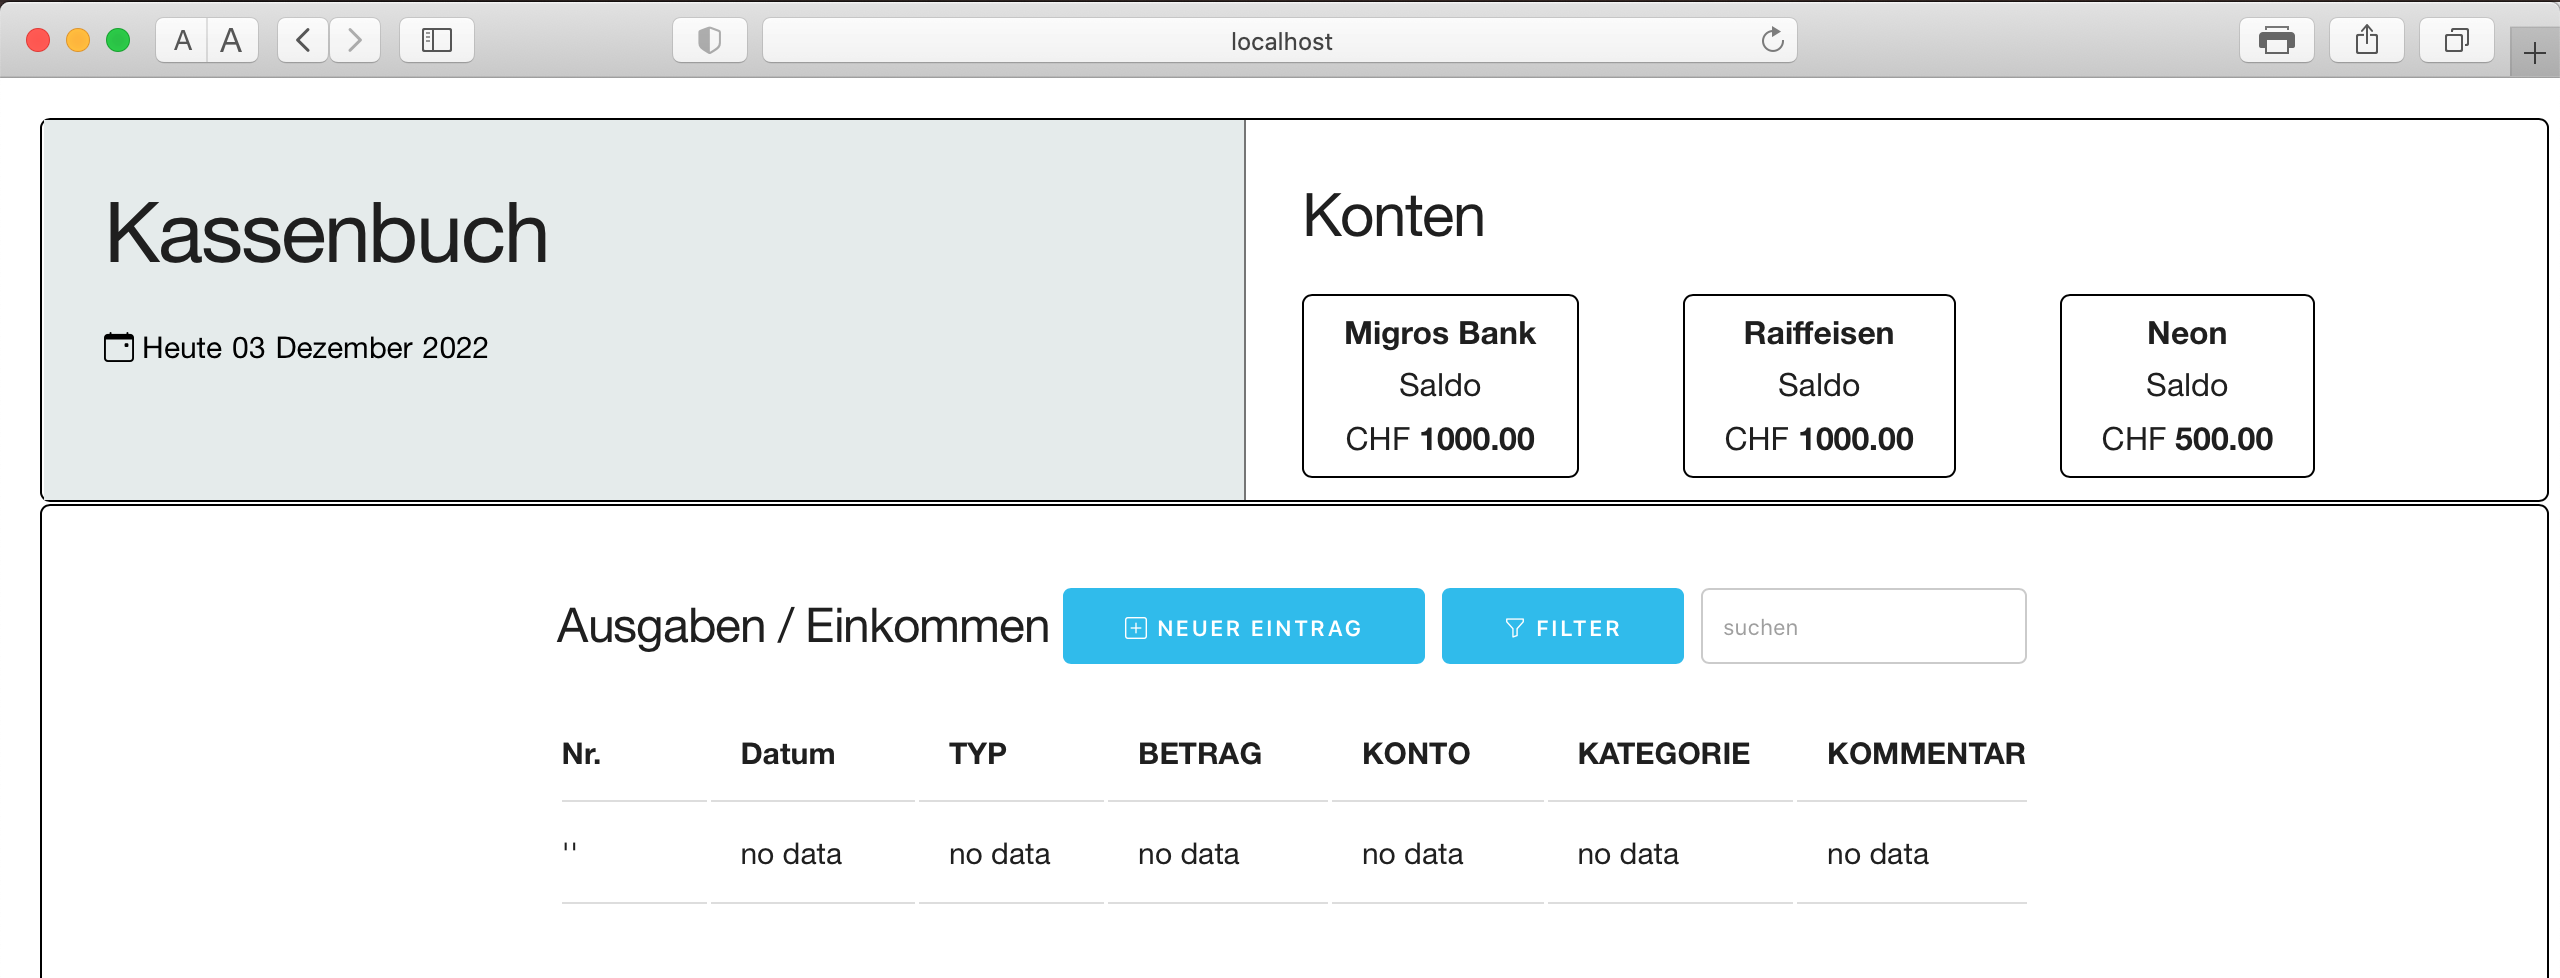 A A localhost
Kassenbuch
Heute 03 Dezember 2022
Konten
Migros Bank
Saldo
CHF 1000.00
Raiffeisen
Saldo
CHF 1000.00
Neon
Saldo
CHF 500.00
Ausgaben / Einkommen NEUER EINTRAG FILTER suchen
Nr. Datum TYP BETRAG KONTO KATEGORIE KOMMENTAR
'' no data no data no data no data no data no data